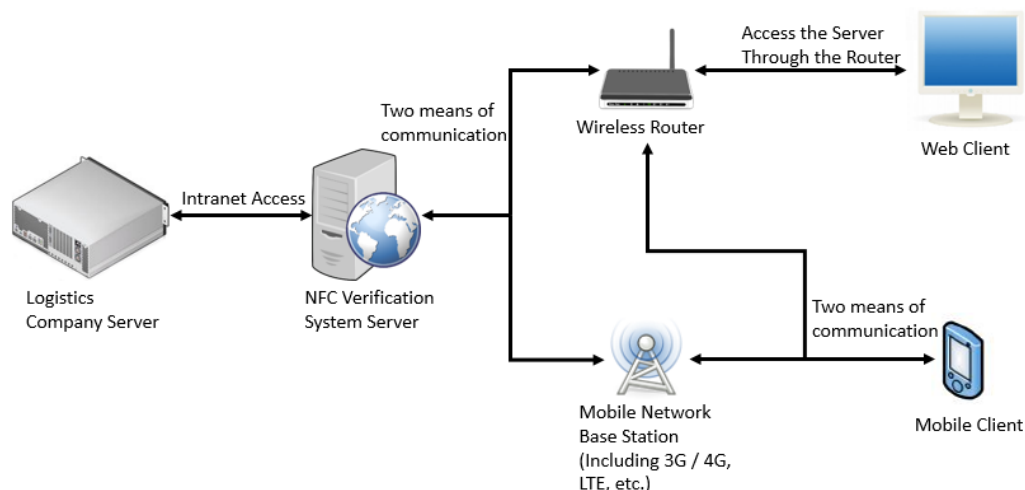 Access the Server
Through the Router
Two means of
communication
Wireless Router
Web Client
Intranet Access
Logistics
Company Server
NFC Verification
System Server
Two means of
communication
Mobile Network
Base Station
(Including 3G / 4G,
LTE, etc.)
Mobile Client